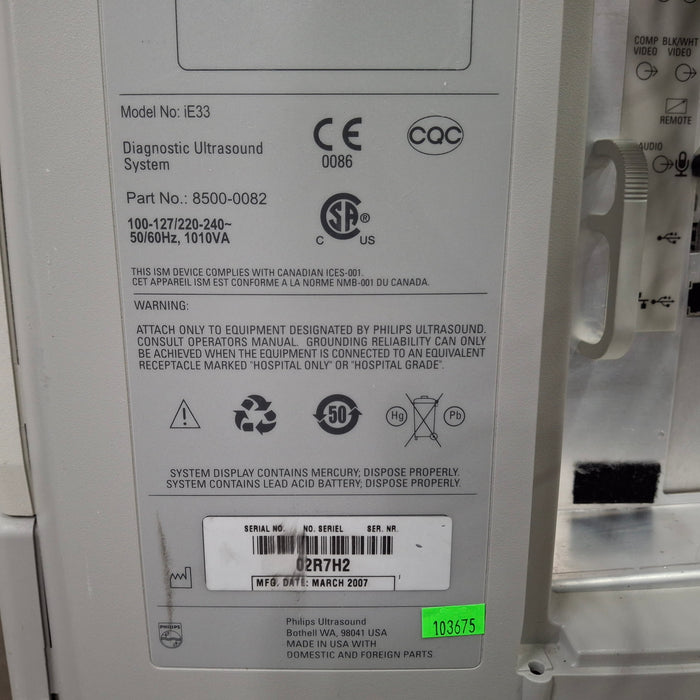 COMP VIDEO
BLK/WHT VIDEO
REMOTE
AUDIO
Model No: iE33
Diagnostic Ultrasound
System
CE
0086
CQC
Part No.: 8500-0082
100-127/220-240~
50/60Hz, 1010VA
SA ®
C US
THIS ISM DEVICE COMPLIES WITH CANADIAN ICES-001.
CET APPAREIL ISM EST CONFORME A LA NORME NMB-001 DU CANADA.
WARNING:
ATTACH ONLY TO EQUIPMENT DESIGNATED BY PHILIPS ULTRASOUND.
CONSULT OPERATORS MANUAL. GROUNDING RELIABILITY CAN ONLY
BE ACHIEVED WHEN THE EQUIPMENT IS CONNECTED TO AN EQUIVALENT
RECEPTACLE MARKED "HOSPITAL ONLY" OR "HOSPITAL GRADE".
50
Hg
Pb
SYSTEM DISPLAY CONTAINS MERCURY; DISPOSE PROPERLY.
SYSTEM CONTAINS LEAD ACID BATTERY; DISPOSE PROPERLY.
SERIAL NO. NO. SERIEL SER. NR.
02R7H2
MFG. DATE: MARCH 2007
PHILIPS
Philips Ultrasound
Bothell WA, 98041 USA
MADE IN USA WITH
DOMESTIC AND FOREIGN PARTS
103675